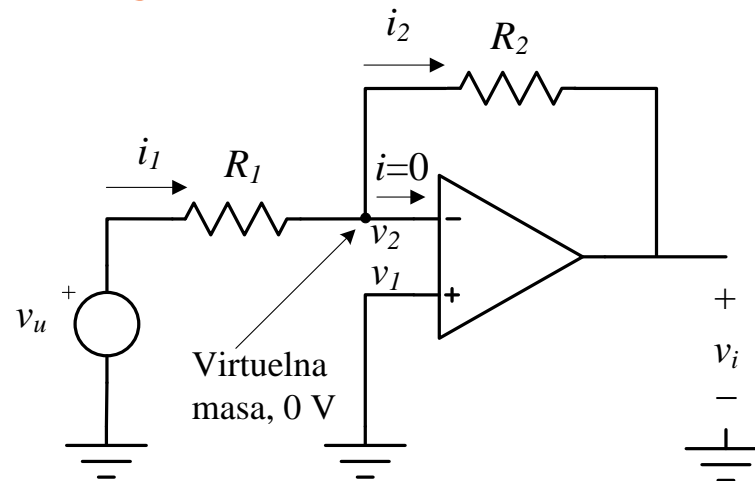 i₂
R₂
i₁
R₁
i=0
−
v₂
v₁
+
+
vᵤ
Virtuelna
masa, 0 V
+
vᵢ
−